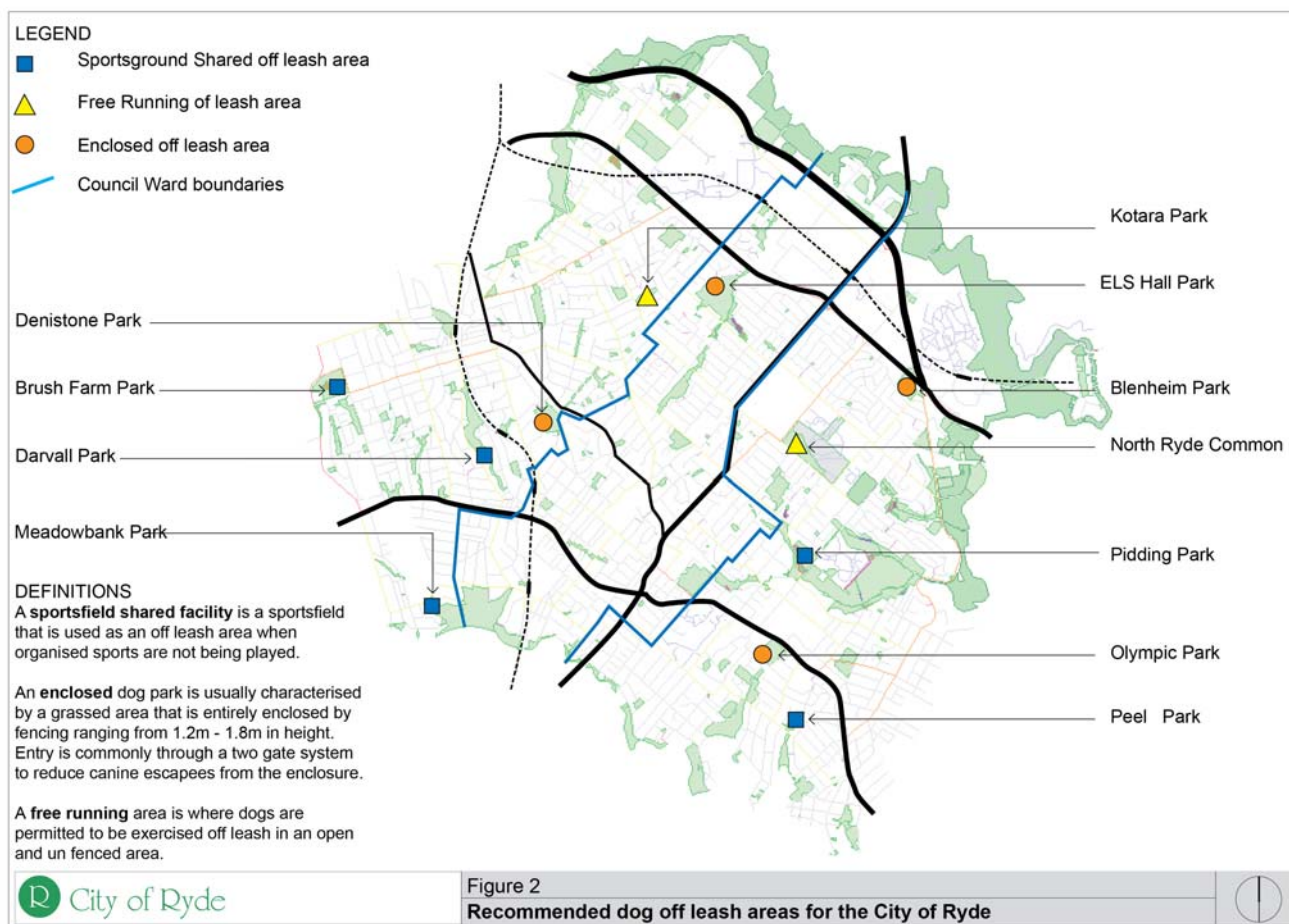 LEGEND
Sportsground Shared off leash area
Free Running of leash area
Enclosed off leash area
Council Ward boundaries
Denistone Park
Brush Farm Park
Darvall Park
Meadowbank Park
Kotara Park
ELS Hall Park
Blenheim Park
North Ryde Common
Pidding Park
Olympic Park
Peel Park
DEFINITIONS
A sportsfield shared facility is a sportsfield
that is used as an off leash area when
organised sports are not being played.
An enclosed dog park is usually characterised
by a grassed area that is entirely enclosed by
fencing ranging from 1.2m - 1.8m in height.
Entry is commonly through a two gate system
to reduce canine escapees from the enclosure.
A free running area is where dogs are
permitted to be exercised off leash in an open
and un fenced area.
R City of Ryde
Figure 2
Recommended dog off leash areas for the City of Ryde